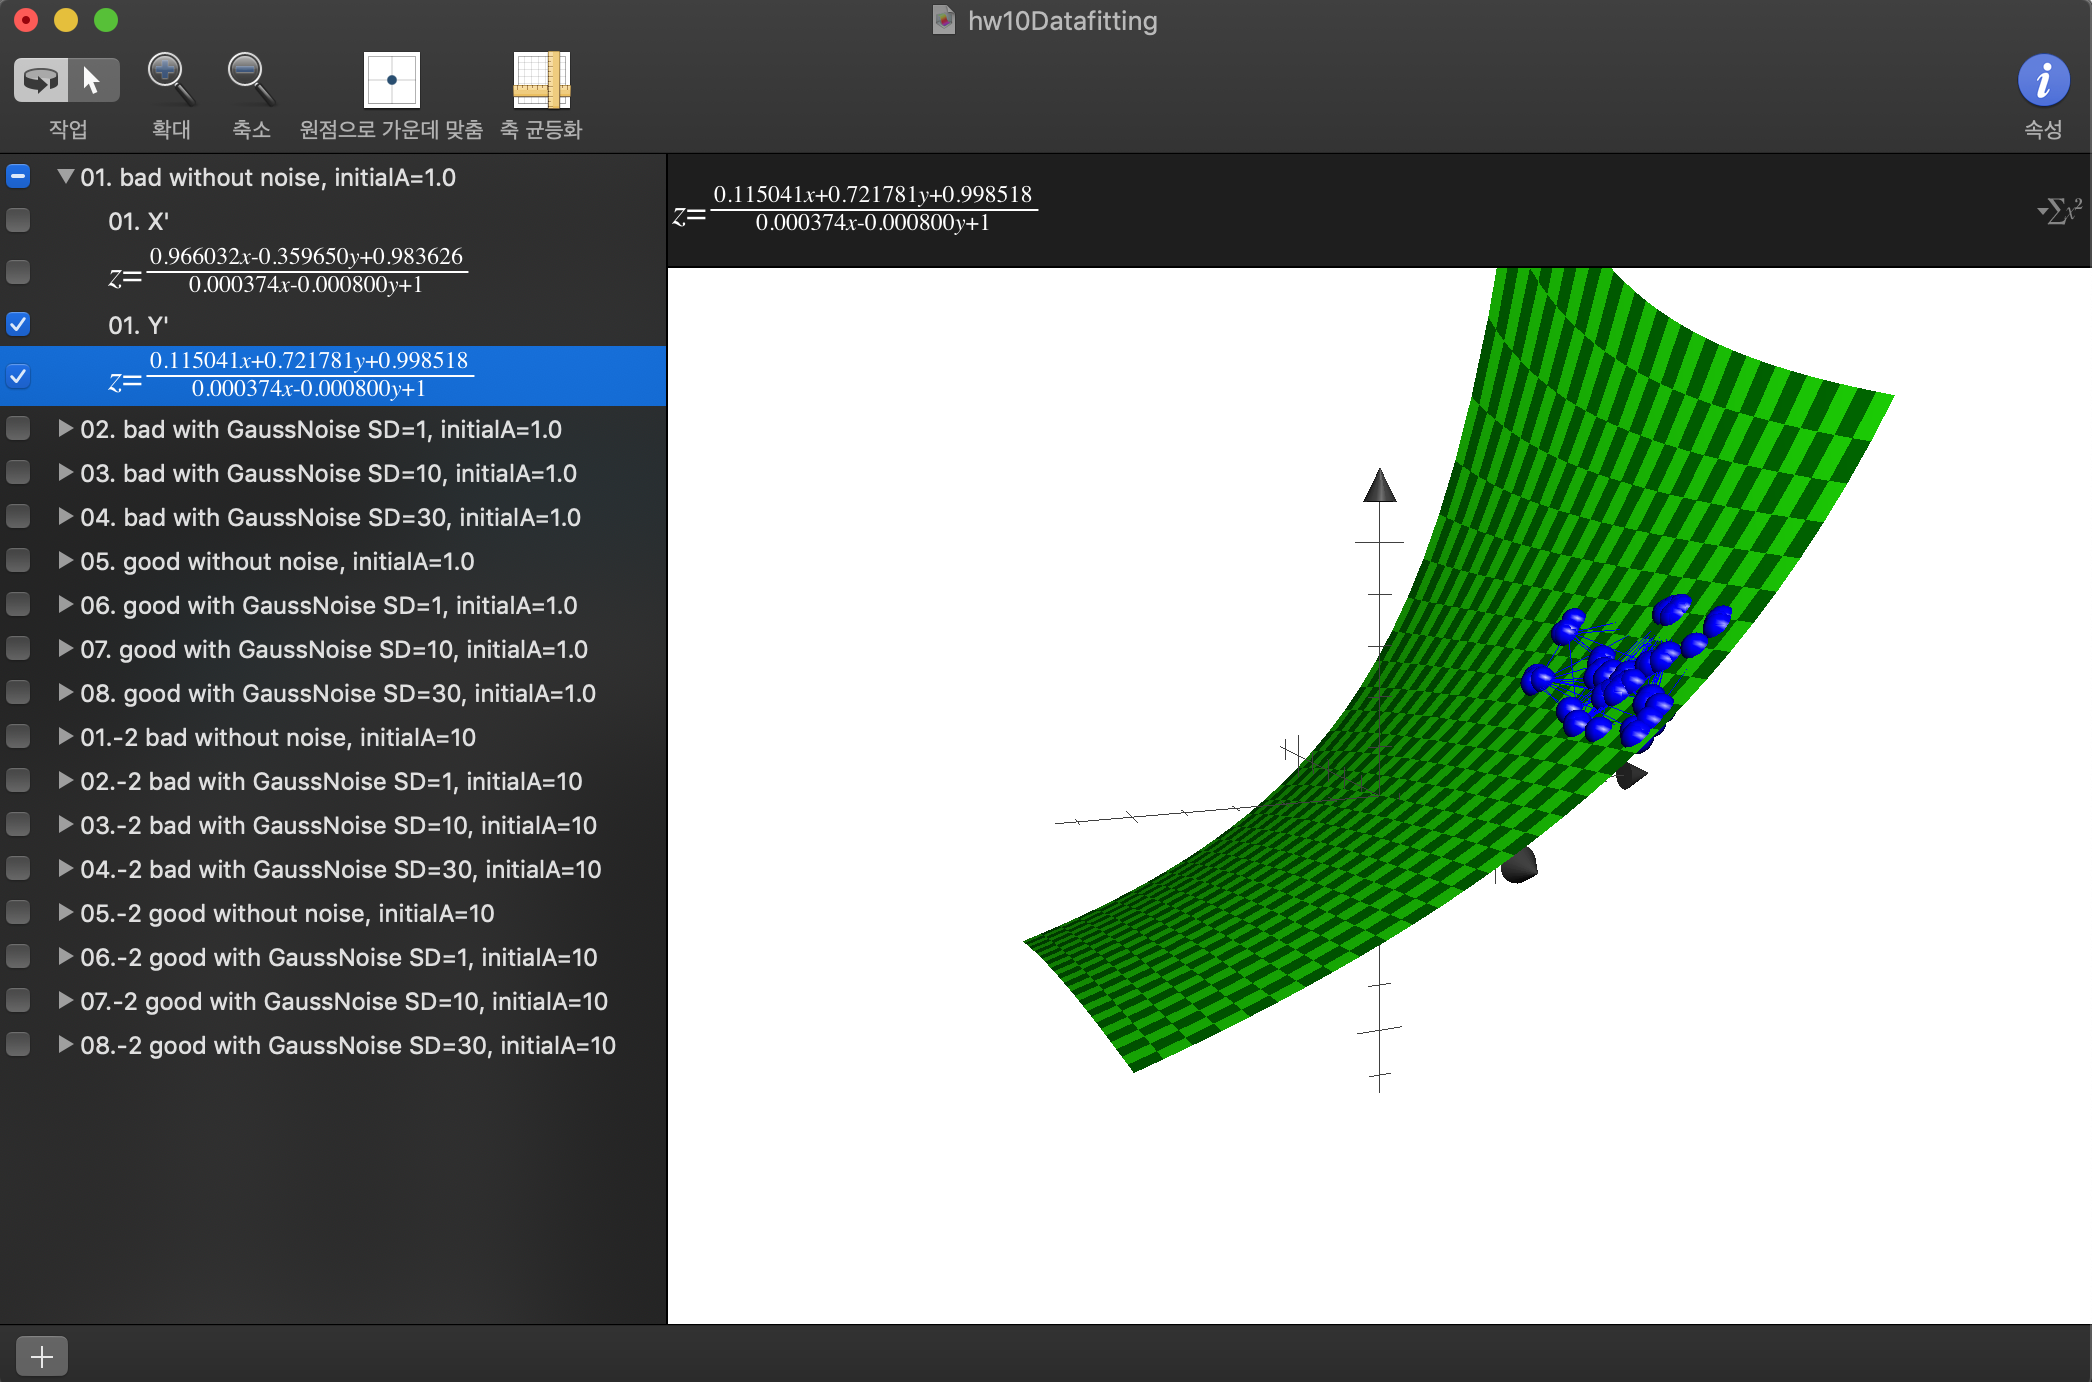 hw10Datafitting
작업
확대
축소
원점으로 가운데 맞춤
축 균등화
속성
01. bad without noise, initialA=1.0
01. X'
z=
0.966032x-0.359650y+0.983626
0.000374x-0.000800y+1
01. Y'
z=
0.115041x+0.721781y+0.998518
0.000374x-0.000800y+1
02. bad with GaussNoise SD=1, initialA=1.0
03. bad with GaussNoise SD=10, initialA=1.0
04. bad with GaussNoise SD=30, initialA=1.0
05. good without noise, initialA=1.0
06. good with GaussNoise SD=1, initialA=1.0
07. good with GaussNoise SD=10, initialA=1.0
08. good with GaussNoise SD=30, initialA=1.0
01.-2 bad without noise, initialA=10
02.-2 bad with GaussNoise SD=1, initialA=10
03.-2 bad with GaussNoise SD=10, initialA=10
04.-2 bad with GaussNoise SD=30, initialA=10
05.-2 good without noise, initialA=10
06.-2 good with GaussNoise SD=1, initialA=10
07.-2 good with GaussNoise SD=10, initialA=10
08.-2 good with GaussNoise SD=30, initialA=10
z=
0.115041x+0.721781y+0.998518
0.000374x-0.000800y+1
∑x²